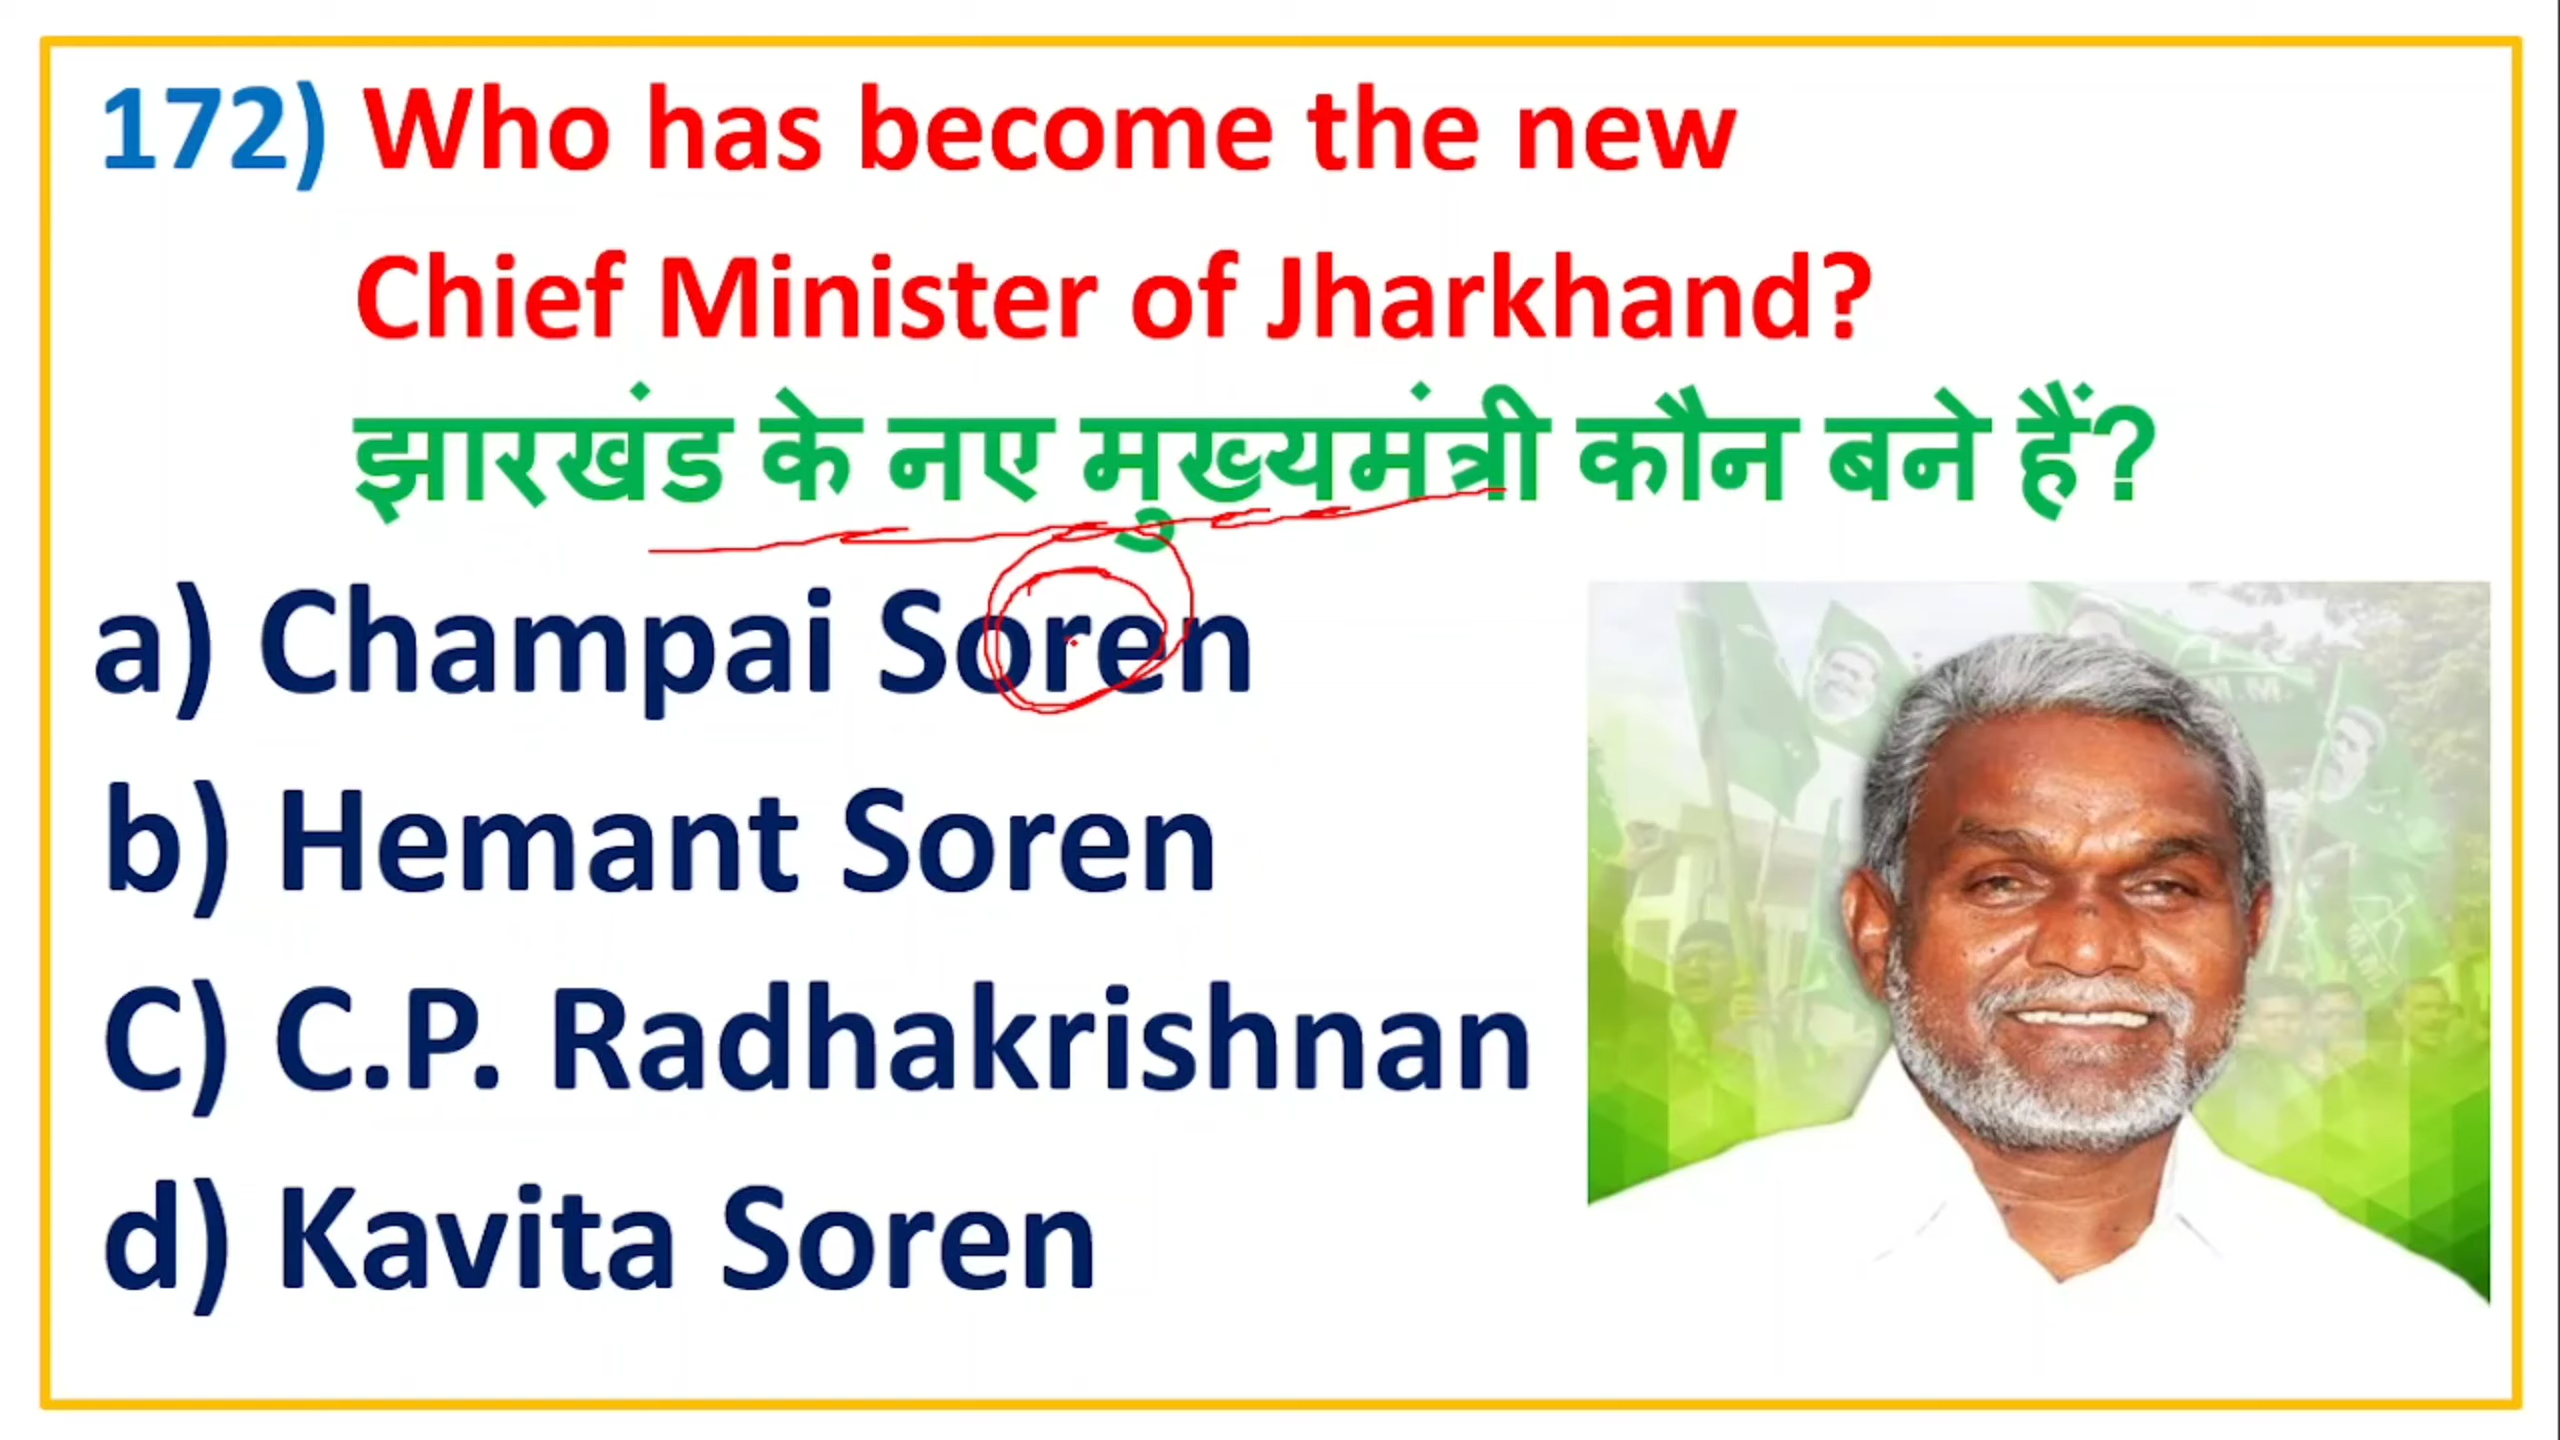 172) Who has become the new
Chief Minister of Jharkhand?
झारखंड के नए मुख्यमंत्री कौन बने हैं?
a) Champai Soren
b) Hemant Soren
C) C.P. Radhakrishnan
d) Kavita Soren